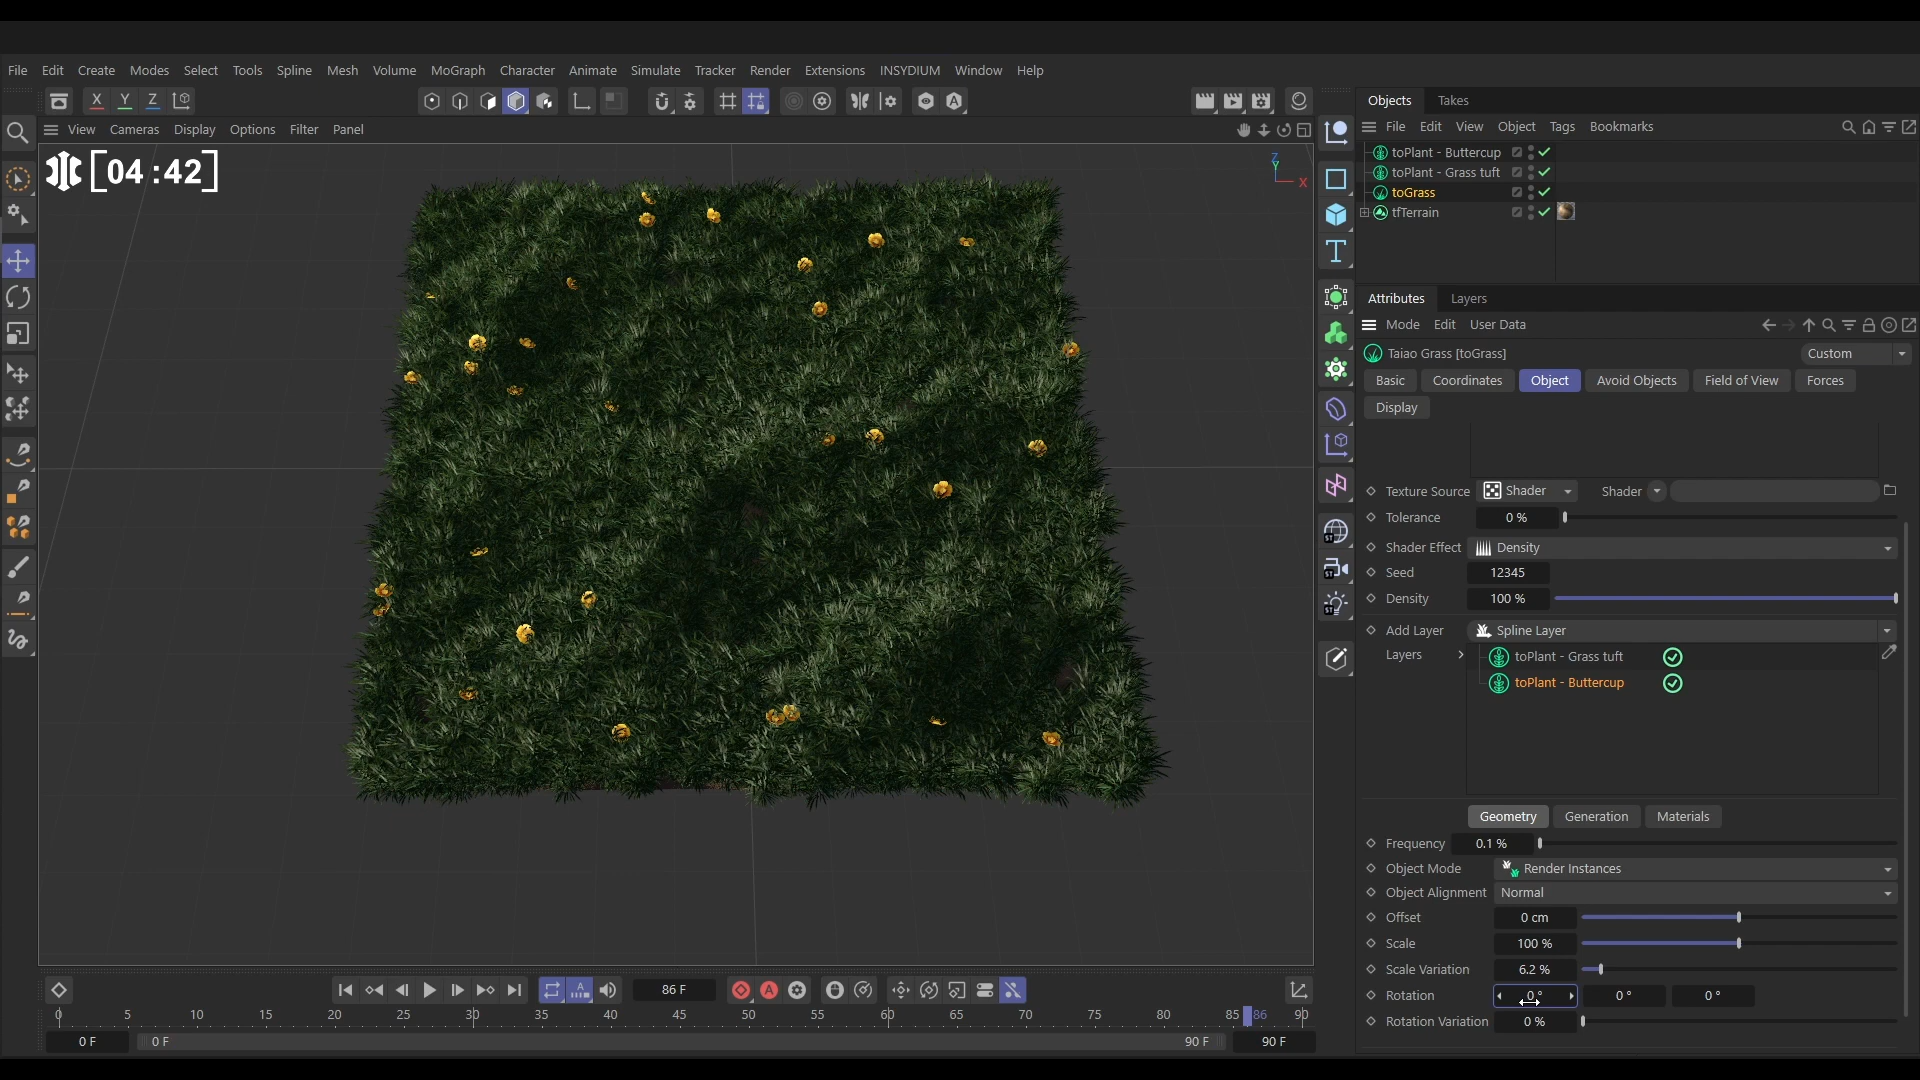 File Edit Create Modes Select Tools Spline Mesh Volume MoGraph Character Animate Simulate Tracker Render Extensions INSYDIUM Window Help
X Y Z
View Cameras Display Options Filter Panel
[04:42]
Z
Y
X
Objects Takes
File Edit View Object Tags Bookmarks
toPlant - Buttercup
toPlant - Grass tuft
toGrass
tfTerrain
Attributes Layers
Mode Edit User Data
Taiao Grass [toGrass] Custom
Basic Coordinates Object Avoid Objects Field of View Forces
Display
Texture Source Shader Shader
Tolerance 0 %
Shader Effect Density
Seed 12345
Density 100 %
Add Layer Spline Layer
Layers toPlant - Grass tuft
toPlant - Buttercup
Geometry Generation Materials
Frequency 0.1 %
Object Mode Render Instances
Object Alignment Normal
Offset 0 cm
Scale 100 %
Scale Variation 6.2 %
Rotation 0 ° 0 ° 0 °
Rotation Variation 0 %
86 F
0 5 10 15 20 25 30 35 40 45 50 55 60 65 70 75 80 85 86 90
0 F 0 F 90 F 90 F